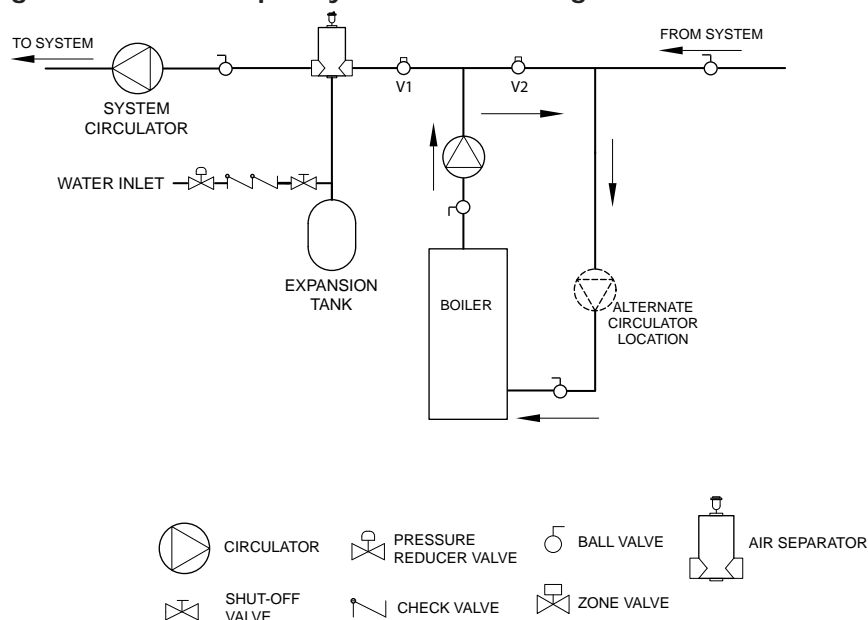 TO SYSTEM
FROM SYSTEM
V1
V2
SYSTEM
CIRCULATOR
WATER INLET
EXPANSION
TANK
BOILER
ALTERNATE
CIRCULATOR
LOCATION
CIRCULATOR
PRESSURE
REDUCER VALVE
BALL VALVE
AIR SEPARATOR
SHUT-OFF
VALVE
CHECK VALVE
ZONE VALVE